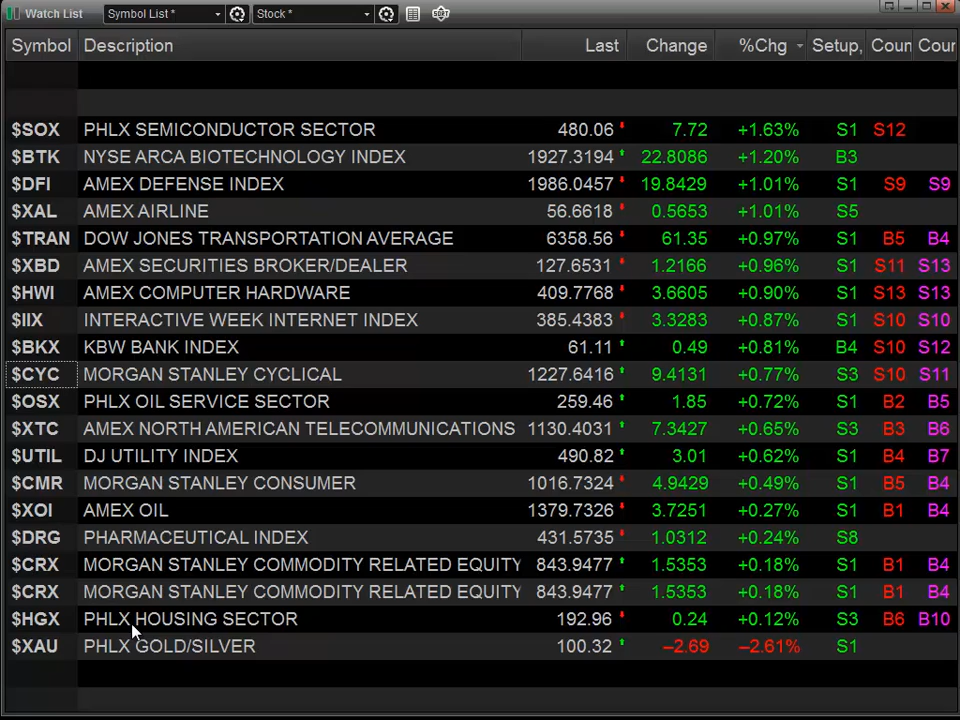 Watch List Symbol List * Stock *
Symbol Description Last Change %Chg Setup, Coun Cour
$SOX PHLX SEMICONDUCTOR SECTOR 480.06 7.72 +1.63% S1 S12
$BTK NYSE ARCA BIOTECHNOLOGY INDEX 1927.3194 22.8086 +1.20% B3
$DFI AMEX DEFENSE INDEX 1986.0457 19.8429 +1.01% S1 S9 S9
$XAL AMEX AIRLINE 56.6618 0.5653 +1.01% S5
$TRAN DOW JONES TRANSPORTATION AVERAGE 6358.56 61.35 +0.97% S1 B5 B4
$XBD AMEX SECURITIES BROKER/DEALER 127.6531 1.2166 +0.96% S1 S11 S13
$HWI AMEX COMPUTER HARDWARE 409.7768 3.6605 +0.90% S1 S13 S13
$IIX INTERACTIVE WEEK INTERNET INDEX 385.4383 3.3283 +0.87% S1 S10 S10
$BKX KBW BANK INDEX 61.11 0.49 +0.81% B4 S10 S12
$CYC MORGAN STANLEY CYCLICAL 1227.6416 9.4131 +0.77% S3 S10 S11
$OSX PHLX OIL SERVICE SECTOR 259.46 1.85 +0.72% S1 B2 B5
$XTC AMEX NORTH AMERICAN TELECOMMUNICATIONS 1130.4031 7.3427 +0.65% S3 B3 B6
$UTIL DJ UTILITY INDEX 490.82 3.01 +0.62% S1 B4 B7
$CMR MORGAN STANLEY CONSUMER 1016.7324 4.9429 +0.49% S1 B5 B4
$XOI AMEX OIL 1379.7326 3.7251 +0.27% S1 B1 B4
$DRG PHARMACEUTICAL INDEX 431.5735 1.0312 +0.24% S8
$CRX MORGAN STANLEY COMMODITY RELATED EQUITY 843.9477 1.5353 +0.18% S1 B1 B4
$CRX MORGAN STANLEY COMMODITY RELATED EQUITY 843.9477 1.5353 +0.18% S1 B1 B4
$HGX PHLX HOUSING SECTOR 192.96 0.24 +0.12% S3 B6 B10
$XAU PHLX GOLD/SILVER 100.32 –2.69 –2.61% S1